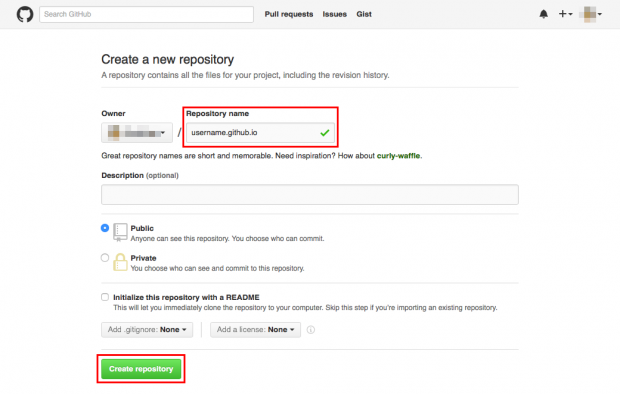 Search GitHub
Pull requests Issues Gist
Create a new repository
A repository contains all the files for your project, including the revision history.
Owner Repository name
/ username.github.io
Great repository names are short and memorable. Need inspiration? How about curly-waffle.
Description (optional)
Public
Anyone can see this repository. You choose who can commit.
Private
You choose who can see and commit to this repository.
Initialize this repository with a README
This will let you immediately clone the repository to your computer. Skip this step if you're importing an existing repository.
Add .gitignore: None Add a license: None
Create repository